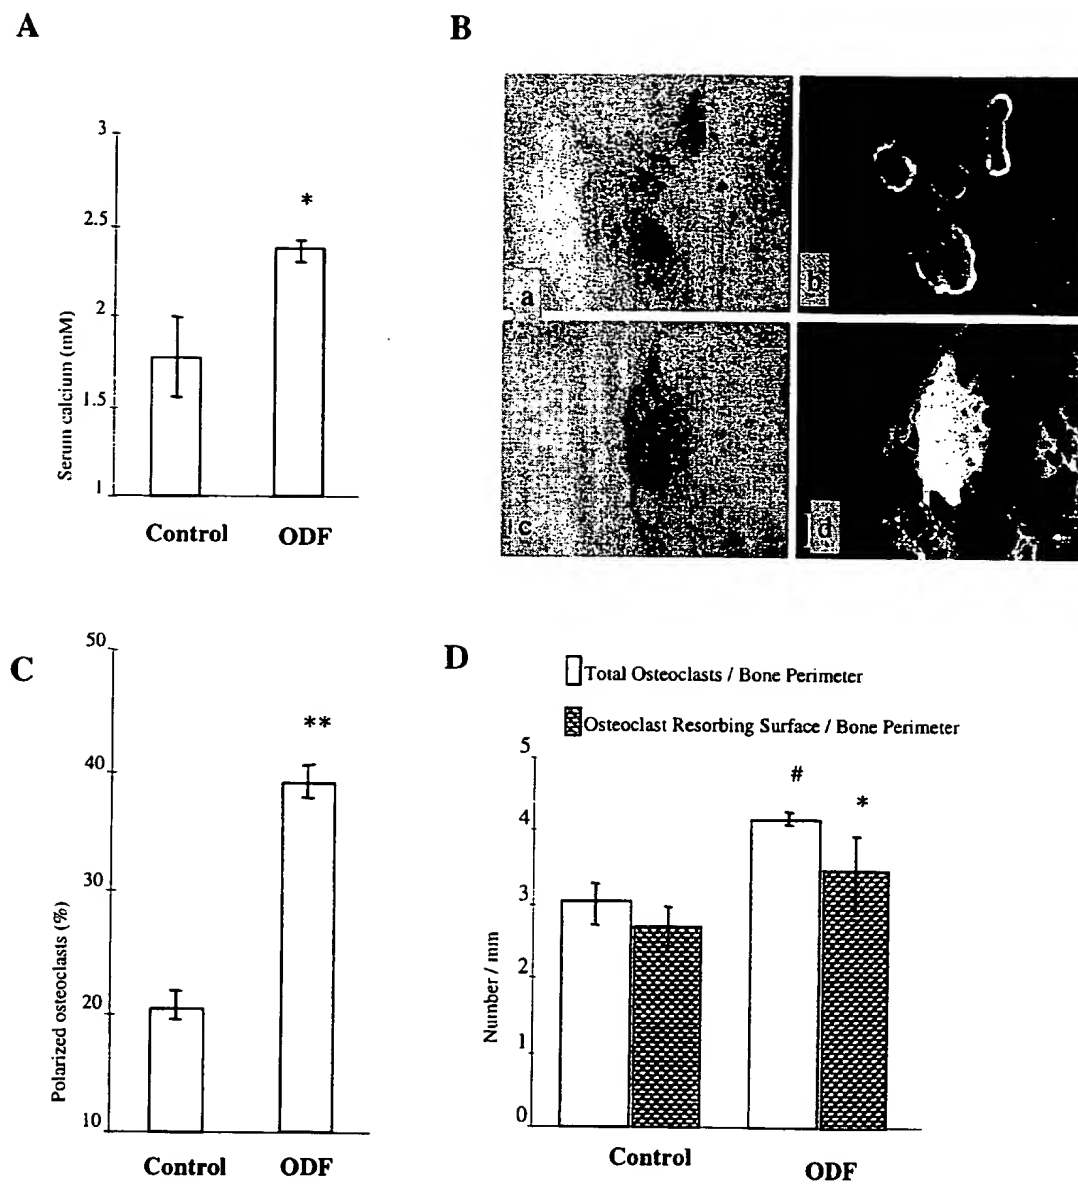 A
3
2.5
2
1.5
1
Serum calcium (mM)
*
Control
ODF
B
a
b
c
d
C
50
40
30
20
10
Polarized osteoclasts (%)
**
Control
ODF
D
Total Osteoclasts / Bone Perimeter
Osteoclast Resorbing Surface / Bone Perimeter
5
4
3
2
1
0
Number / mm
#
*
Control
ODF